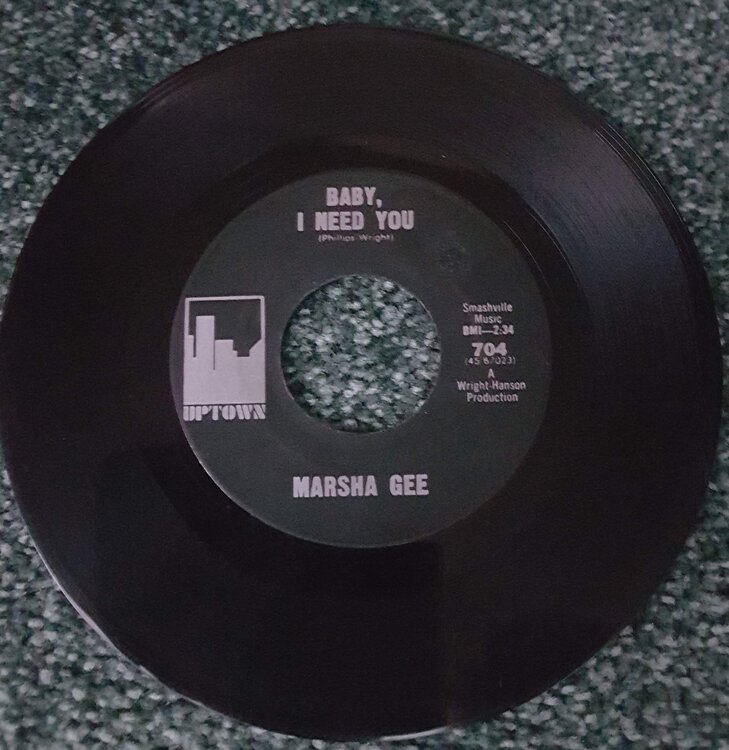 BABY,
I NEED YOU
(Phillips-Wright)
Smashville
Music
BMI—2:34
704
(45-67023)
A
Wright-Hanson
Production
UPTOWN
MARSHA GEE